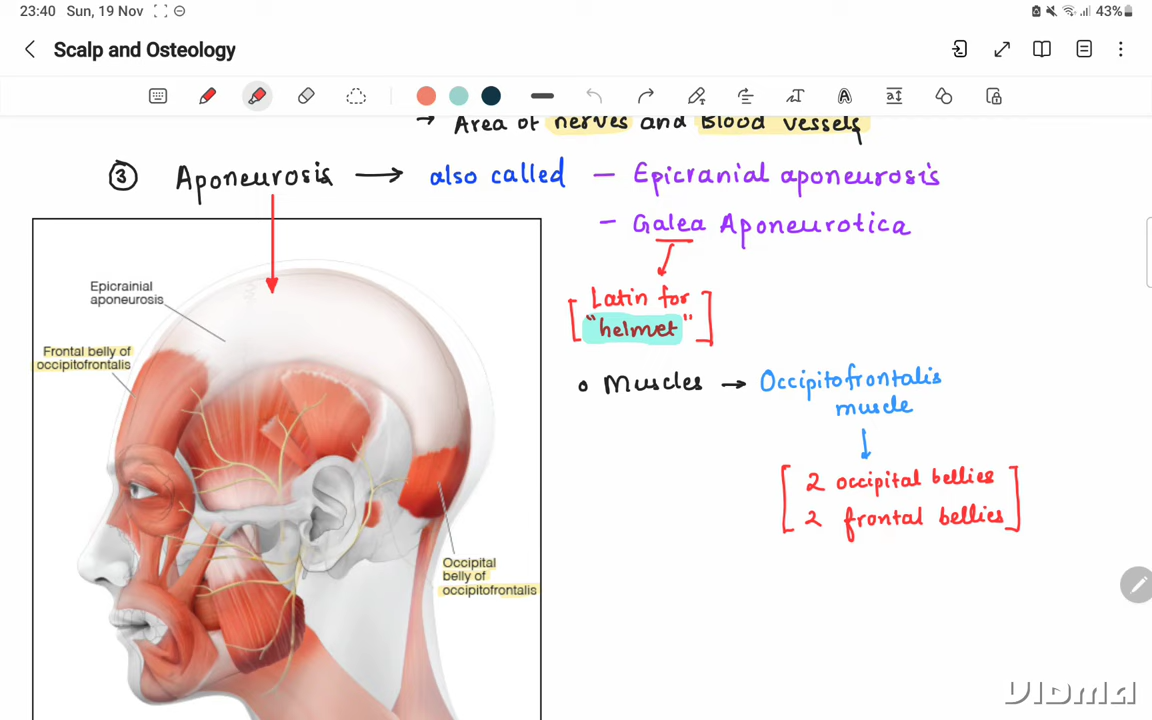 23:40 Sun, 19 Nov
43%
Scalp and Osteology
→ Area of nerves and Blood vessels
③ Aponeurosis → also called – Epicranial aponeurosis
– Galea Aponeurotica
[Latin for
"helmet"]
Epicrainial
aponeurosis
Frontal belly of
occipitofrontalis
o Muscles → Occipitofrontalis
muscle
[2 occipital bellies
2 frontal bellies]
Occipital
belly of
occipitofrontalis
VIDMA